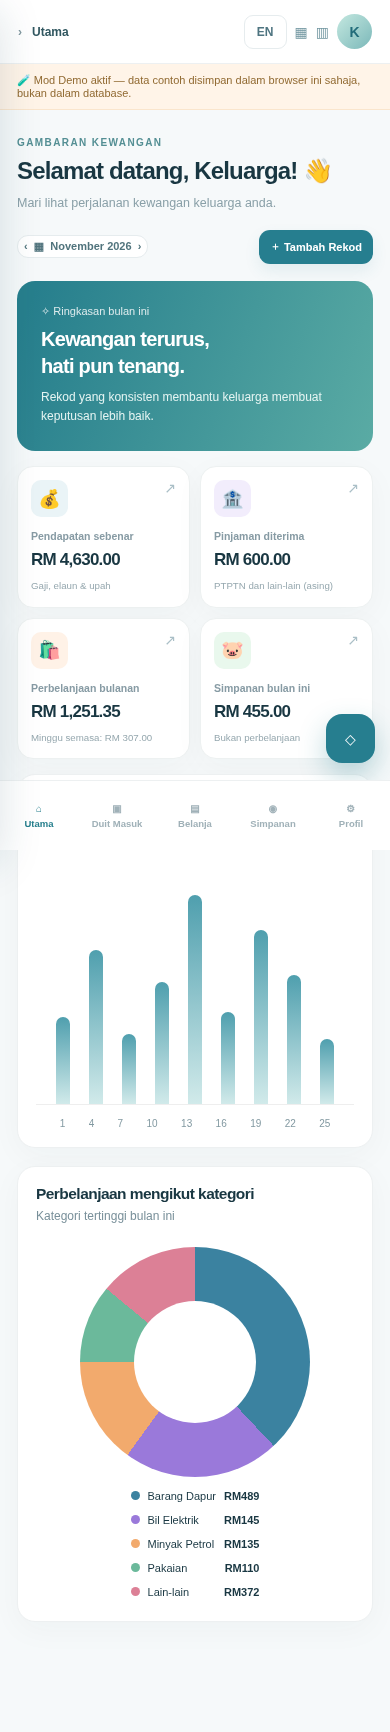 › Utama
EN
K
Mod Demo aktif — data contoh disimpan dalam browser ini sahaja,
bukan dalam database.
GAMBARAN KEWANGAN
Selamat datang, Keluarga! 👋
Mari lihat perjalanan kewangan keluarga anda.
‹ November 2026 ›
+ Tambah Rekod
✧ Ringkasan bulan ini
Kewangan terurus,
hati pun tenang.
Rekod yang konsisten membantu keluarga membuat
keputusan lebih baik.
Pendapatan sebenar
RM 4,630.00
Gaji, elaun & upah
Pinjaman diterima
RM 600.00
PTPTN dan lain-lain (asing)
Perbelanjaan bulanan
RM 1,251.35
Minggu semasa: RM 307.00
Simpanan bulan ini
RM 455.00
Bukan perbelanjaan
Utama Duit Masuk Belanja Simpanan Profil
1 4 7 10 13 16 19 22 25
Perbelanjaan mengikut kategori
Kategori tertinggi bulan ini
Barang Dapur RM489
Bil Elektrik RM145
Minyak Petrol RM135
Pakaian RM110
Lain-lain RM372